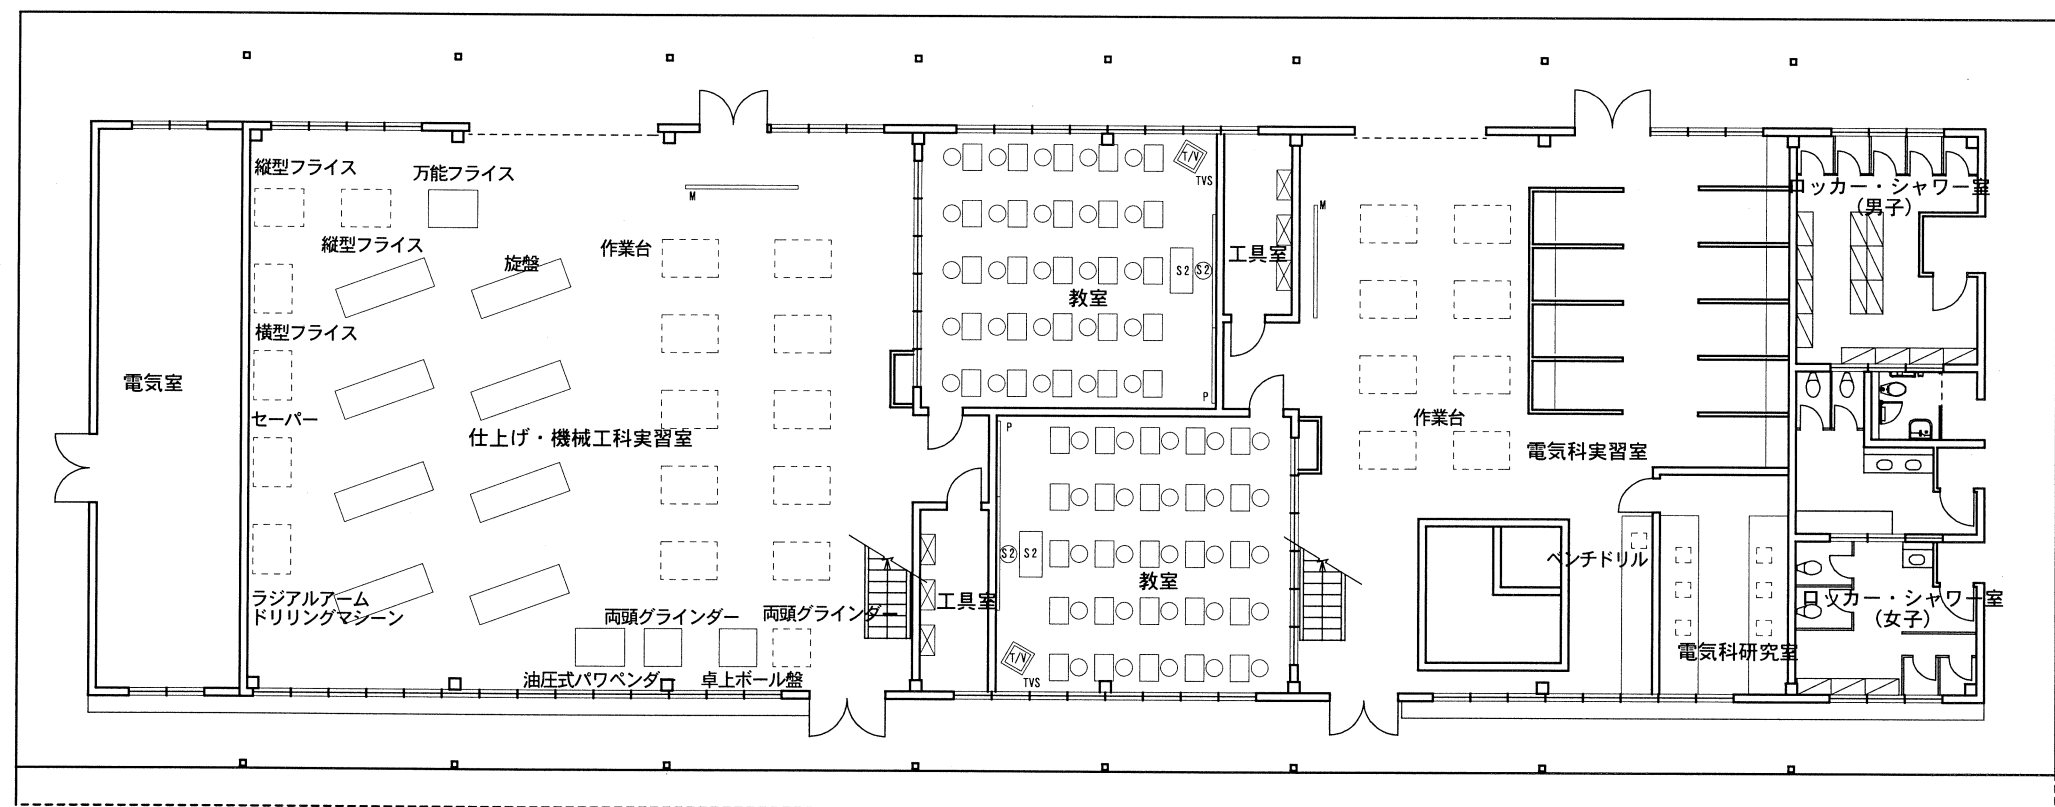 縦型フライス
万能フライス
T/V
TVS
M
ロッカー・シャワー室
(男子)
M
縦型フライス
旋盤
作業台
工具室
S2
S2
教室
横型フライス
電気室
P
セーパー
作業台
仕上げ・機械工科実習室
P
電気科実習室
S2
S2
教室
ベンチドリル
ラジアルアーム
ドリリングマシーン
両頭グラインダー
両頭グラインダー
工具室
ロッカー・シャワー室
(女子)
T/V
TVS
電気科研究室
油圧式パワベンダー
卓上ボール盤